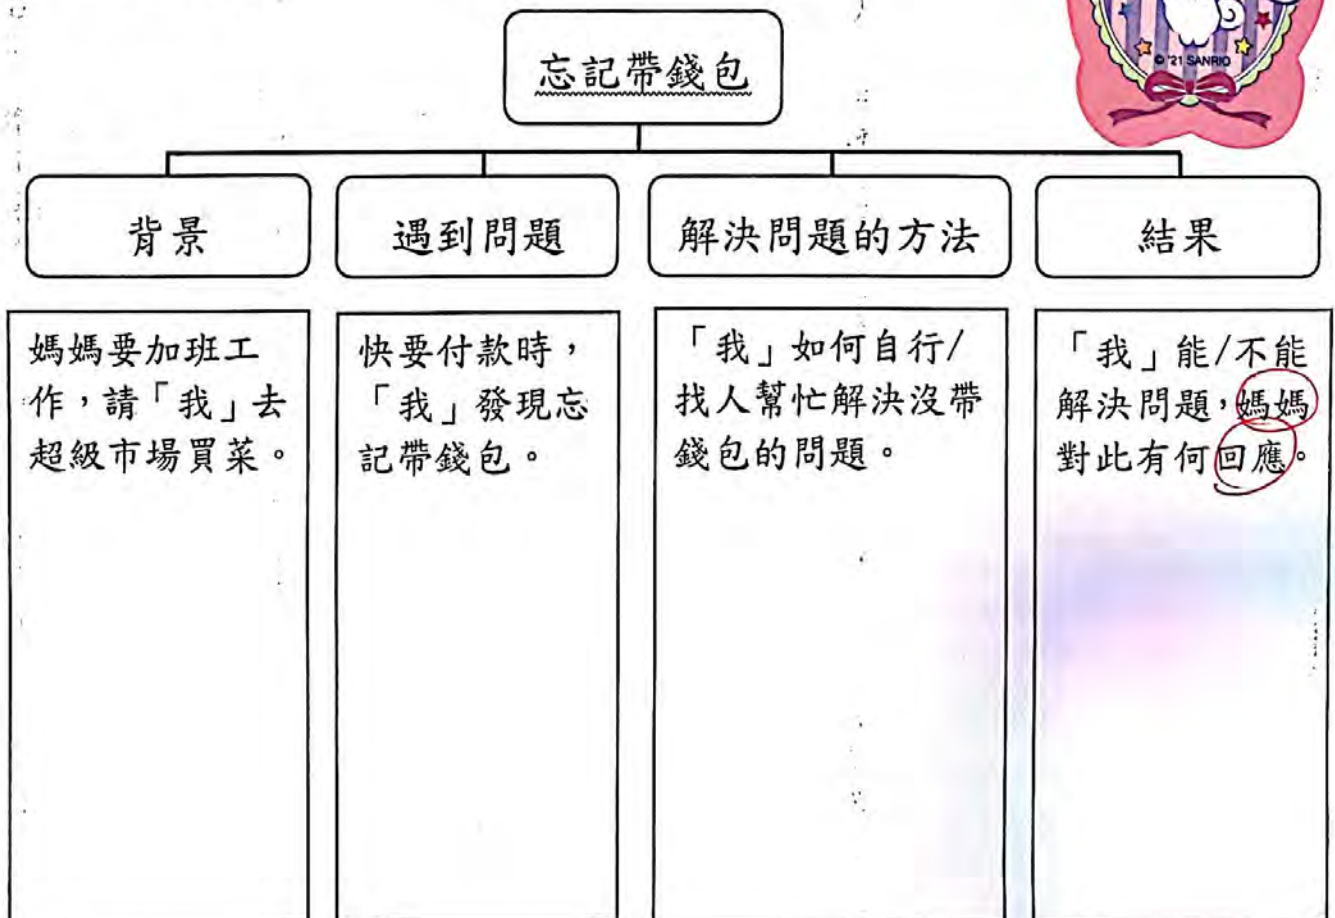 © '21 SANRIO
忘記帶錢包
背景
遇到問題
解決問題的方法
結果
媽媽要加班工
作，請「我」去
超級市場買菜。
快要付款時，
「我」發現忘
記帶錢包。
「我」如何自行/
找人幫忙解決沒帶
錢包的問題。
「我」能/不能
解決問題，媽媽
對此有何回應。